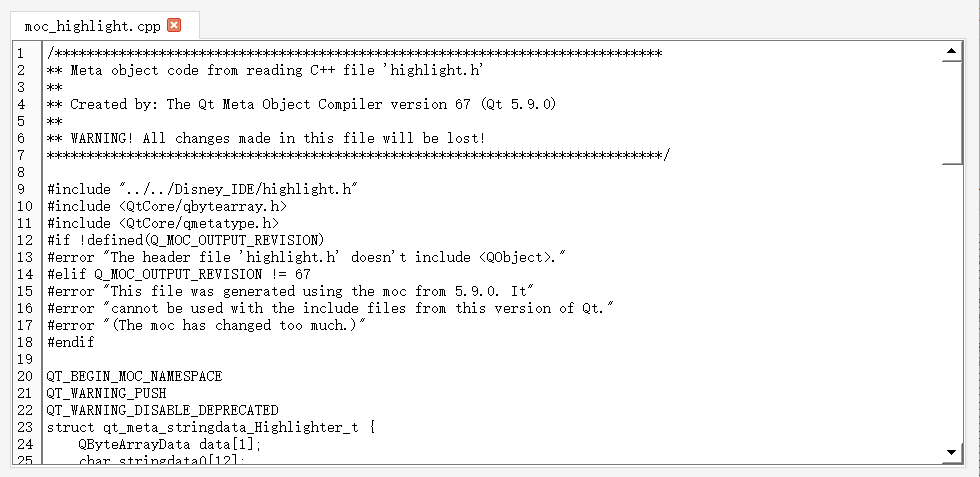 moc_highlight.cpp
1 /*****************************************************************************
2 ** Meta object code from reading C++ file 'highlight.h'
3 **
4 ** Created by: The Qt Meta Object Compiler version 67 (Qt 5.9.0)
5 **
6 ** WARNING! All changes made in this file will be lost!
7 *****************************************************************************/
8
9 #include "../../Disney_IDE/highlight.h"
10 #include <QtCore/qbytearray.h>
11 #include <QtCore/qmetatype.h>
12 #if !defined(Q_MOC_OUTPUT_REVISION)
13 #error "The header file 'highlight.h' doesn't include <QObject>."
14 #elif Q_MOC_OUTPUT_REVISION != 67
15 #error "This file was generated using the moc from 5.9.0. It"
16 #error "cannot be used with the include files from this version of Qt."
17 #error "(The moc has changed too much.)"
18 #endif
19
20 QT_BEGIN_MOC_NAMESPACE
21 QT_WARNING_PUSH
22 QT_WARNING_DISABLE_DEPRECATED
23 struct qt_meta_stringdata_Highlighter_t {
24     QByteArrayData data[1];
25     char stringdata0[12];